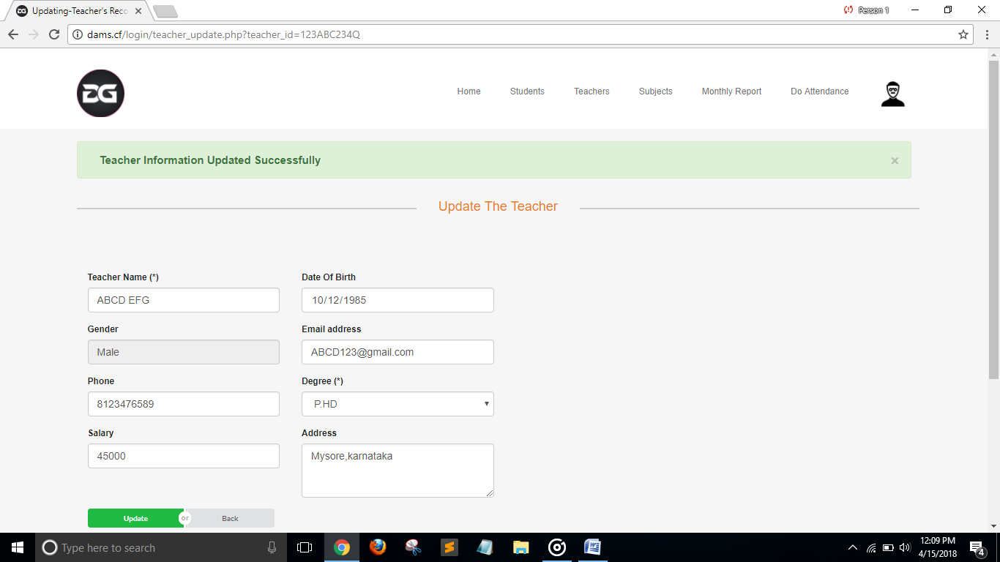 Updating-Teacher's Reco
Person 1
dams.cf/login/teacher_update.php?teacher_id=123ABC234Q
DG
Home Students Teachers Subjects Monthly Report Do Attendance
Teacher Information Updated Successfully ×
Update The Teacher
Teacher Name (*) Date Of Birth
ABCD EFG 10/12/1985
Gender Email address
Male ABCD123@gmail.com
Phone Degree (*)
8123476589 P.HD
Salary Address
45000 Mysore,karnataka
Update or Back
Type here to search
12:09 PM
4/15/2018
4